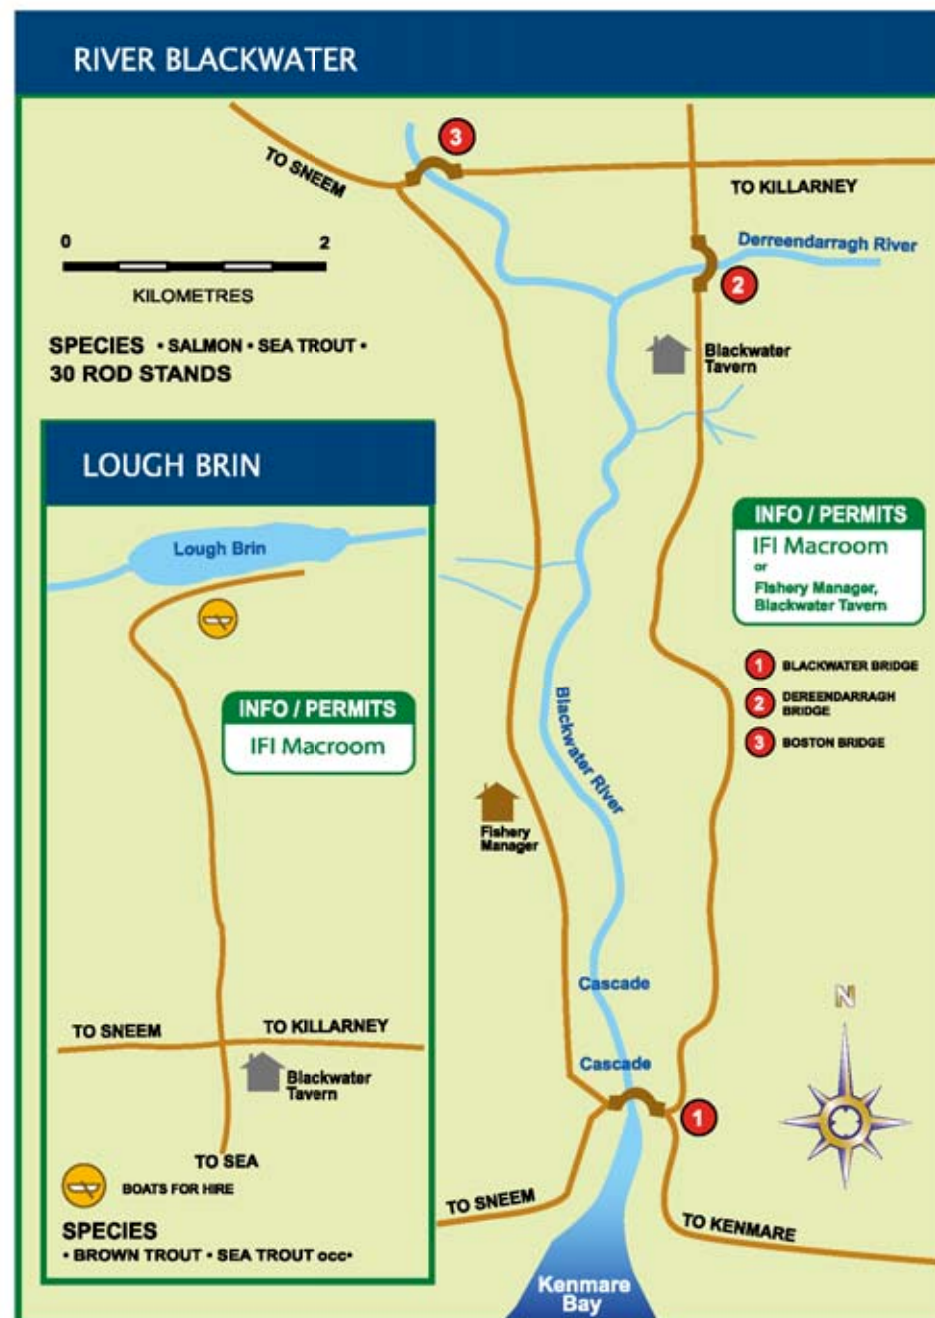 RIVER BLACKWATER
3
TO SNEEM
TO KILLARNEY
0 2
KILOMETRES
Derreendarragh River
2
SPECIES • SALMON • SEA TROUT •
30 ROD STANDS
Blackwater
Tavern
LOUGH BRIN
Lough Brin
INFO / PERMITS
IFI Macroom
TO SNEEM
TO KILLARNEY
Blackwater
Tavern
TO SEA
BOATS FOR HIRE
SPECIES
• BROWN TROUT • SEA TROUT occ•
INFO / PERMITS
IFI Macroom
or
Fishery Manager,
Blackwater Tavern
1 BLACKWATER BRIDGE
2 DEREENDARRAGH
BRIDGE
3 BOSTON BRIDGE
Blackwater River
Fishery
Manager
Cascade
Cascade
N
1
TO SNEEM
TO KENMARE
Kenmare
Bay